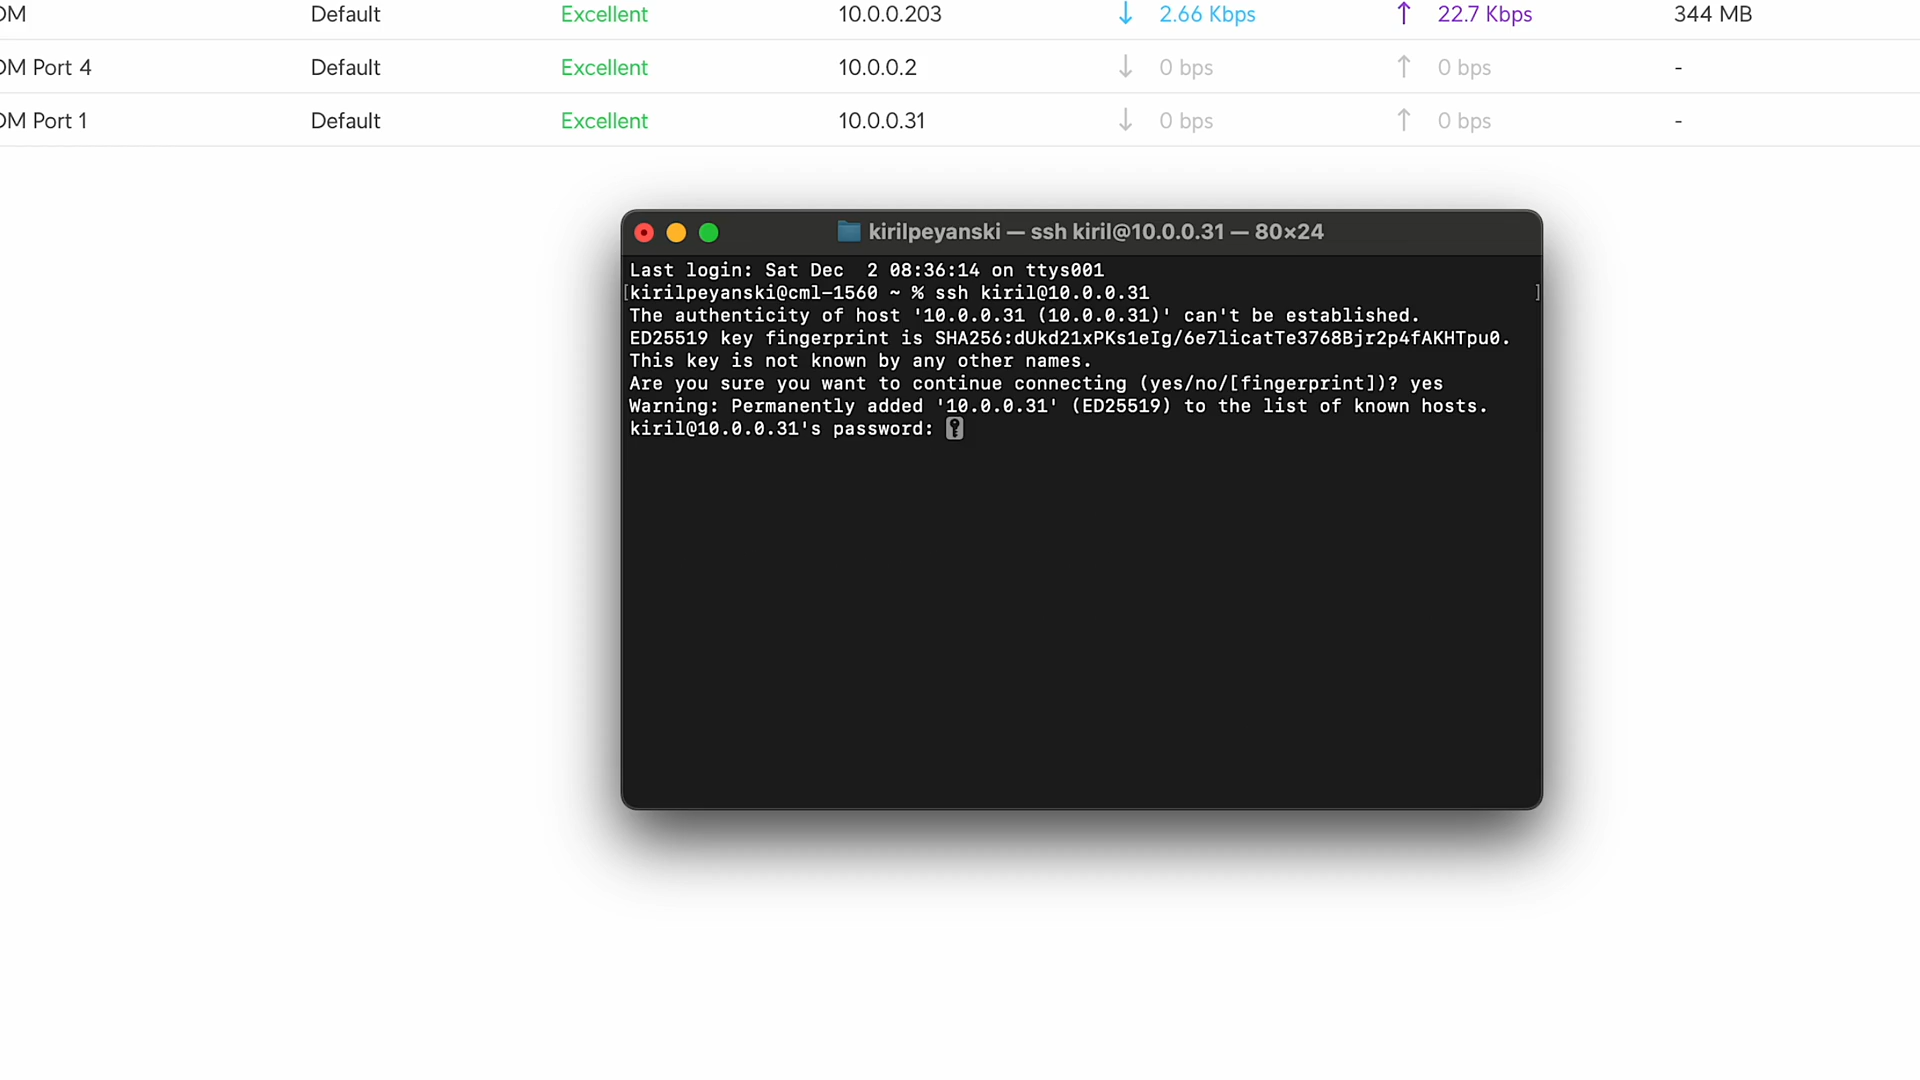 DM Default Excellent 10.0.0.203 ↓ 2.66 Kbps ↑ 22.7 Kbps 344 MB
DM Port 4 Default Excellent 10.0.0.2 ↓ 0 bps ↑ 0 bps -
DM Port 1 Default Excellent 10.0.0.31 ↓ 0 bps ↑ 0 bps -
kirilpeyanski — ssh kiril@10.0.0.31 — 80×24
Last login: Sat Dec  2 08:36:14 on ttys001
[kirilpeyanski@cml-1560 ~ % ssh kiril@10.0.0.31 ]
The authenticity of host '10.0.0.31 (10.0.0.31)' can't be established.
ED25519 key fingerprint is SHA256:dUkd21xPKs1eIg/6e7licatTe3768Bjr2p4fAKHTpu0.
This key is not known by any other names.
Are you sure you want to continue connecting (yes/no/[fingerprint])? yes
Warning: Permanently added '10.0.0.31' (ED25519) to the list of known hosts.
kiril@10.0.0.31's password: